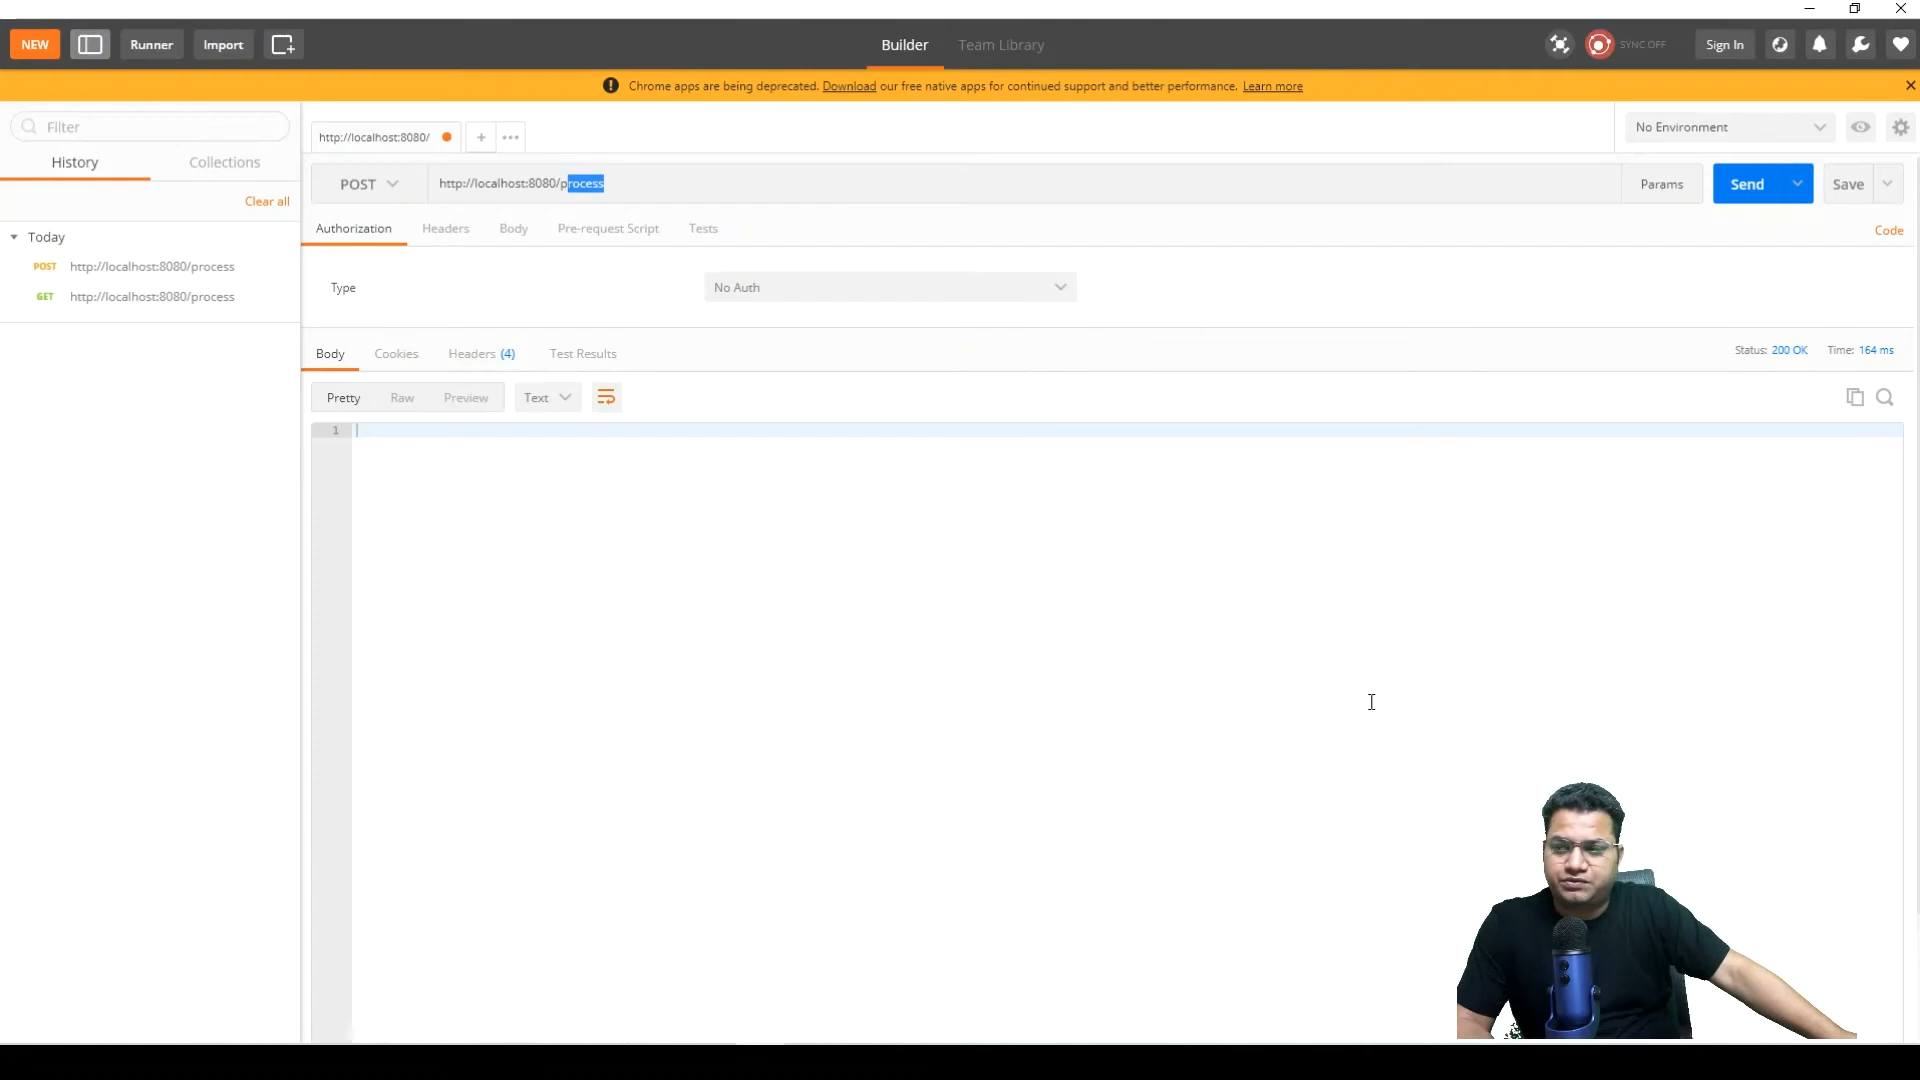 NEW
Runner
Import
Builder
Team Library
SYNC OFF
Sign In
Chrome apps are being deprecated. Download our free native apps for continued support and better performance. Learn more
Filter
History
Collections
Clear all
Today
POST http://localhost:8080/process
GET http://localhost:8080/process
http://localhost:8080/
No Environment
POST
http://localhost:8080/process
Params
Send
Save
Authorization
Headers
Body
Pre-request Script
Tests
Code
Type
No Auth
Body
Cookies
Headers (4)
Test Results
Status: 200 OK
Time: 164 ms
Pretty
Raw
Preview
Text
1